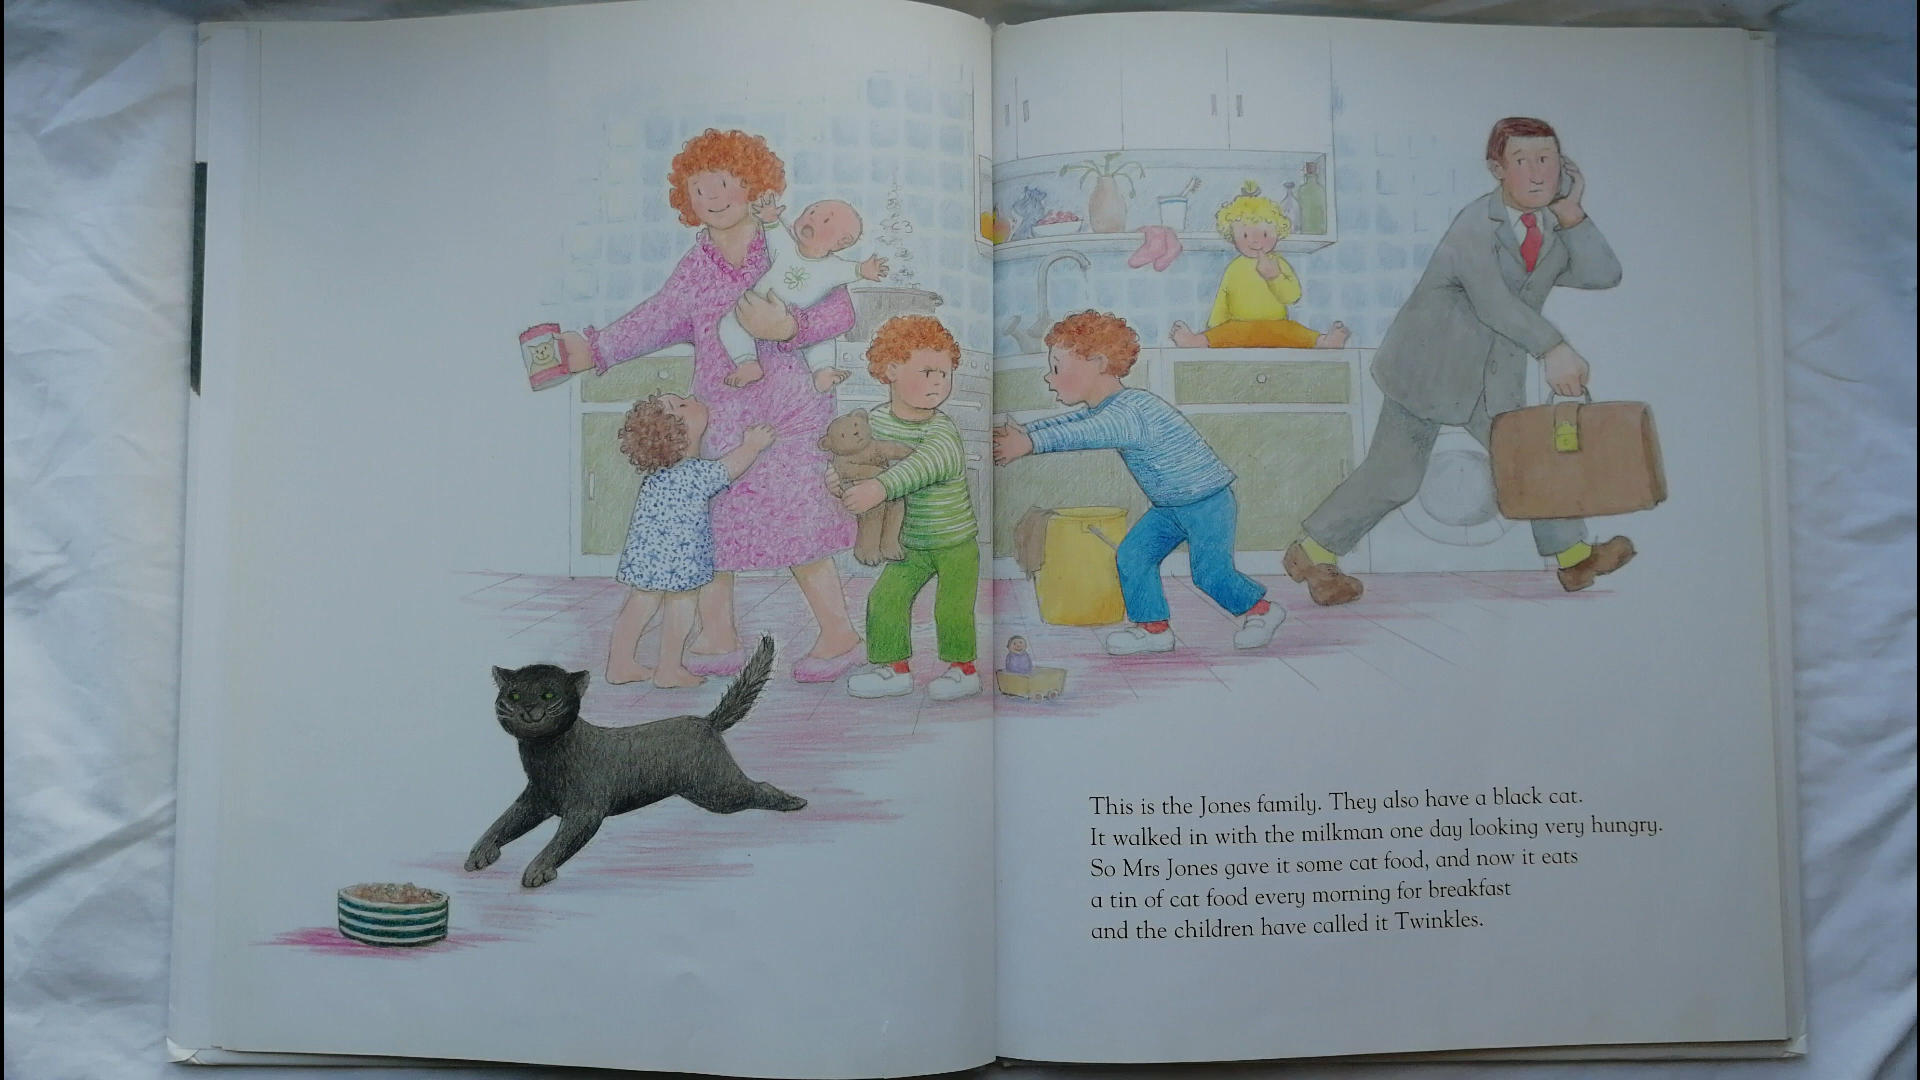 This is the Jones family. They also have a black cat.
It walked in with the milkman one day looking very hungry.
So Mrs Jones gave it some cat food, and now it eats
a tin of cat food every morning for breakfast
and the children have called it Twinkles.